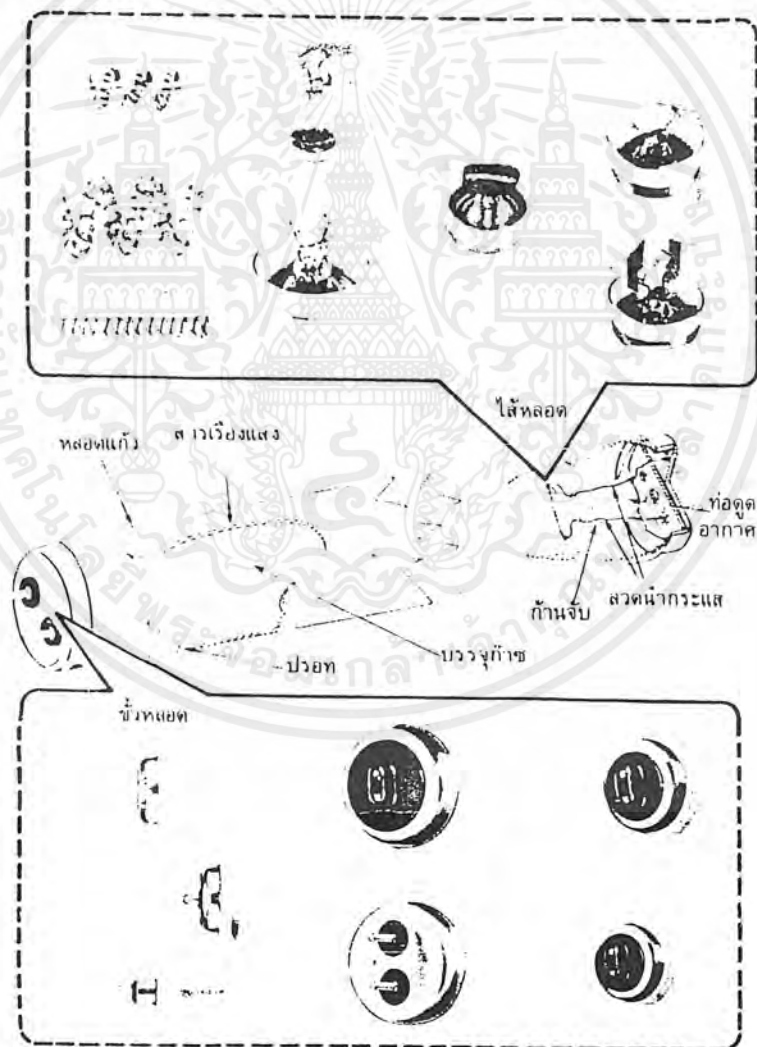 ไส้หลอด
หลอดแก้ว
สารเรืองแสง
ท่อดูด
อากาศ
ก้านจับ
ลวดนำกระแส
ปรอท
บรรจุก๊าซ
ขั้วหลอด